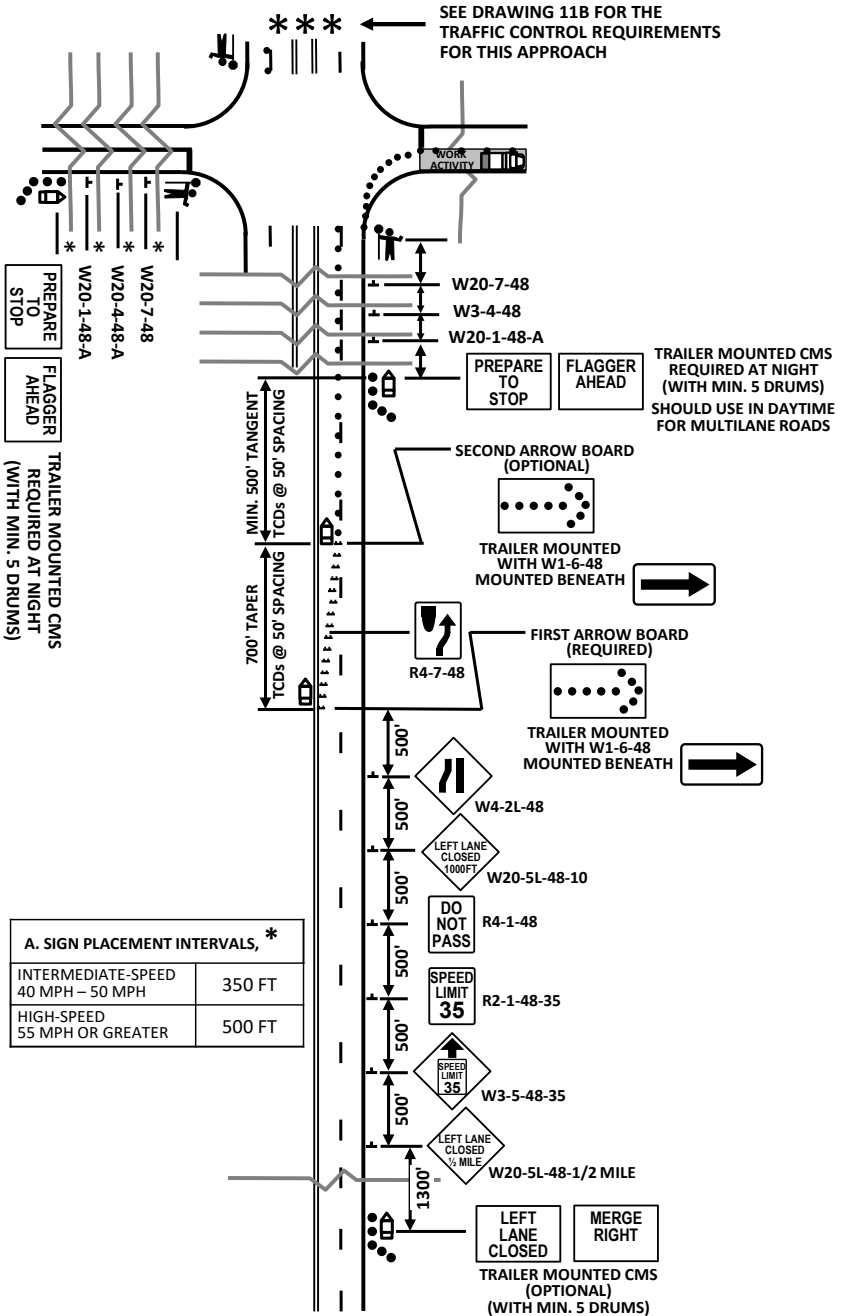 * * *
SEE DRAWING 11B FOR THE
TRAFFIC CONTROL REQUIREMENTS
FOR THIS APPROACH
WORK
ACTIVITY
* * * *
W20-7-48
W20-4-48-A
W20-1-48-A
PREPARE
TO
STOP
FLAGGER
AHEAD
TRAILER MOUNTED CMS
REQUIRED AT NIGHT
(WITH MIN. 5 DRUMS)
W20-7-48
W3-4-48
W20-1-48-A
PREPARE
TO
STOP
FLAGGER
AHEAD
TRAILER MOUNTED CMS
REQUIRED AT NIGHT
(WITH MIN. 5 DRUMS)
SHOULD USE IN DAYTIME
FOR MULTILANE ROADS
MIN. 500' TANGENT
TCDs @ 50' SPACING
SECOND ARROW BOARD
(OPTIONAL)
TRAILER MOUNTED
WITH W1-6-48
MOUNTED BENEATH
700' TAPER
TCDs @ 50' SPACING
R4-7-48
FIRST ARROW BOARD
(REQUIRED)
TRAILER MOUNTED
WITH W1-6-48
MOUNTED BENEATH
500'
W4-2L-48
500'
LEFT LANE
CLOSED
1000FT
W20-5L-48-10
500'
DO
NOT
PASS
R4-1-48
500'
SPEED
LIMIT
35
R2-1-48-35
500'
SPEED
LIMIT
35
W3-5-48-35
500'
LEFT LANE
CLOSED
½ MILE
W20-5L-48-1/2 MILE
1300'
LEFT
LANE
CLOSED
MERGE
RIGHT
TRAILER MOUNTED CMS
(OPTIONAL)
(WITH MIN. 5 DRUMS)
A. SIGN PLACEMENT INTERVALS, *
INTERMEDIATE-SPEED
40 MPH – 50 MPH
350 FT
HIGH-SPEED
55 MPH OR GREATER
500 FT